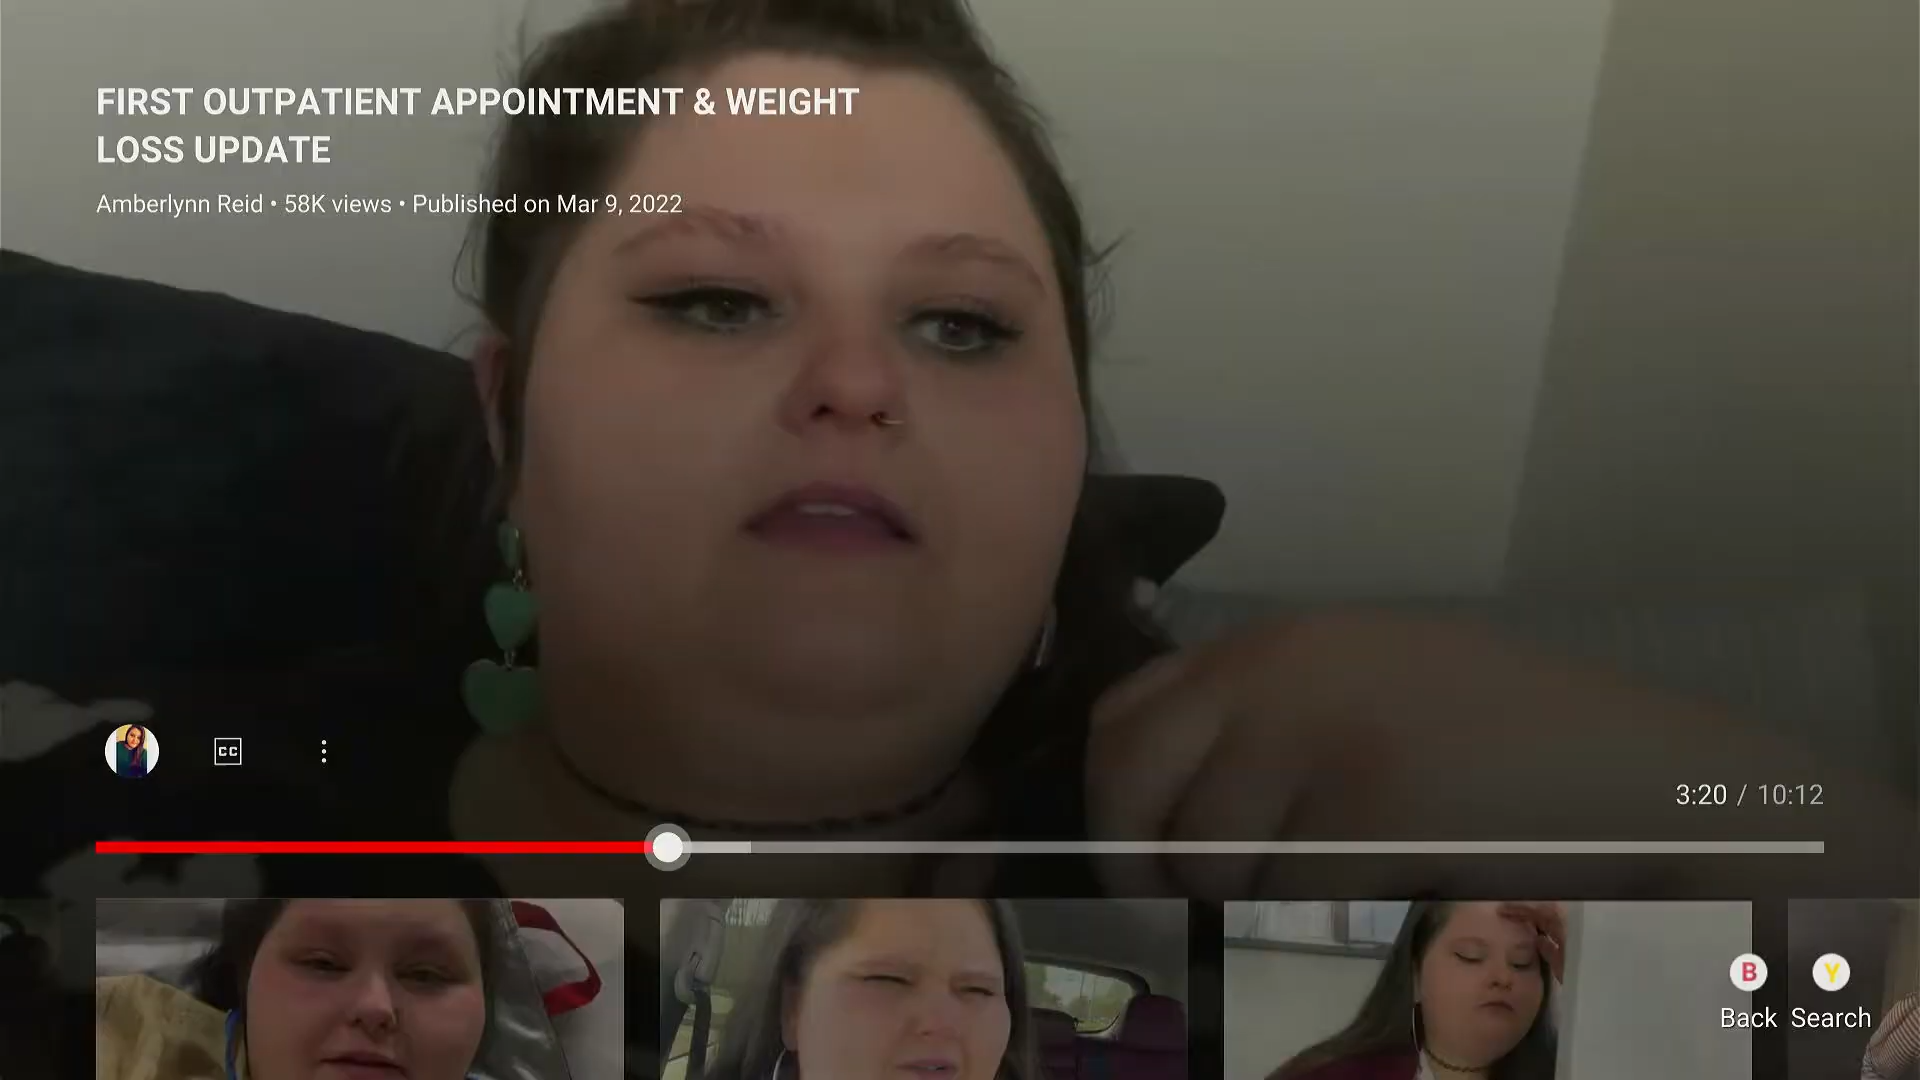 FIRST OUTPATIENT APPOINTMENT & WEIGHT
LOSS UPDATE
Amberlynn Reid • 58K views • Published on Mar 9, 2022
CC
3:20 / 10:12
B Y
Back Search